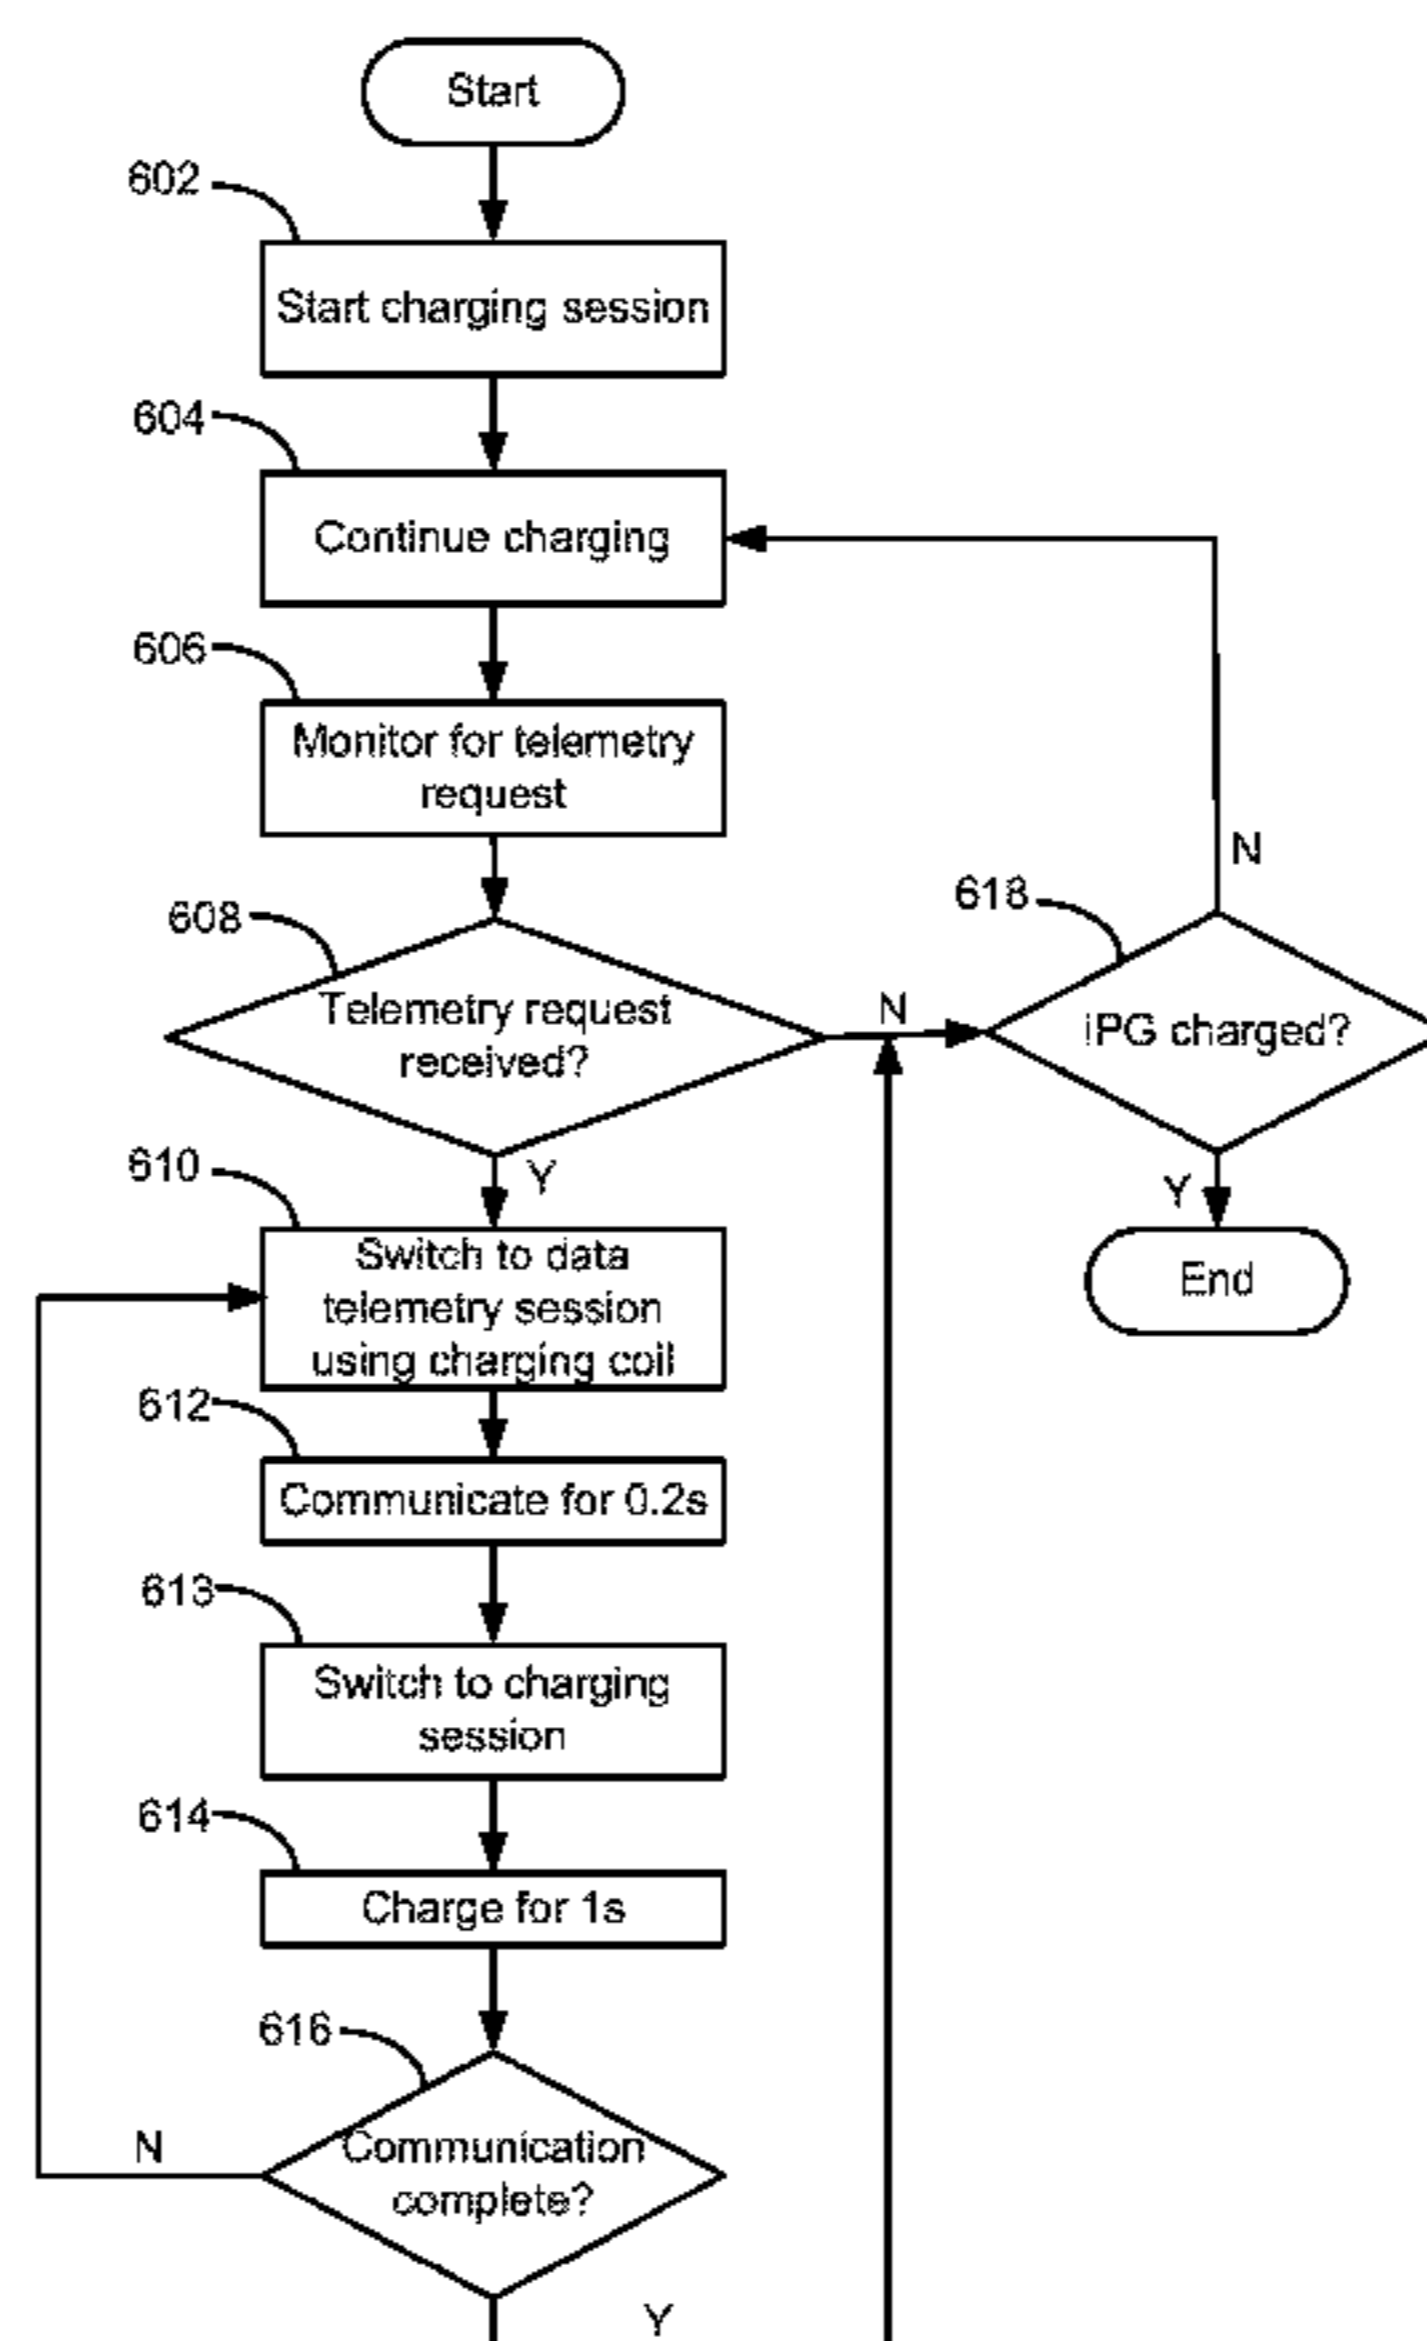 Start
602
Start charging session
604
Continue charging
606
Monitor for telemetry
request
N
618
608
Telemetry request
received?
N
iPG charged?
Y
610
Y
Switch to data
telemetry session
using charging coil
End
612
Communicate for 0.2s
613
Switch to charging
session
614
Charge for 1s
616
N
Communication
complete?
Y